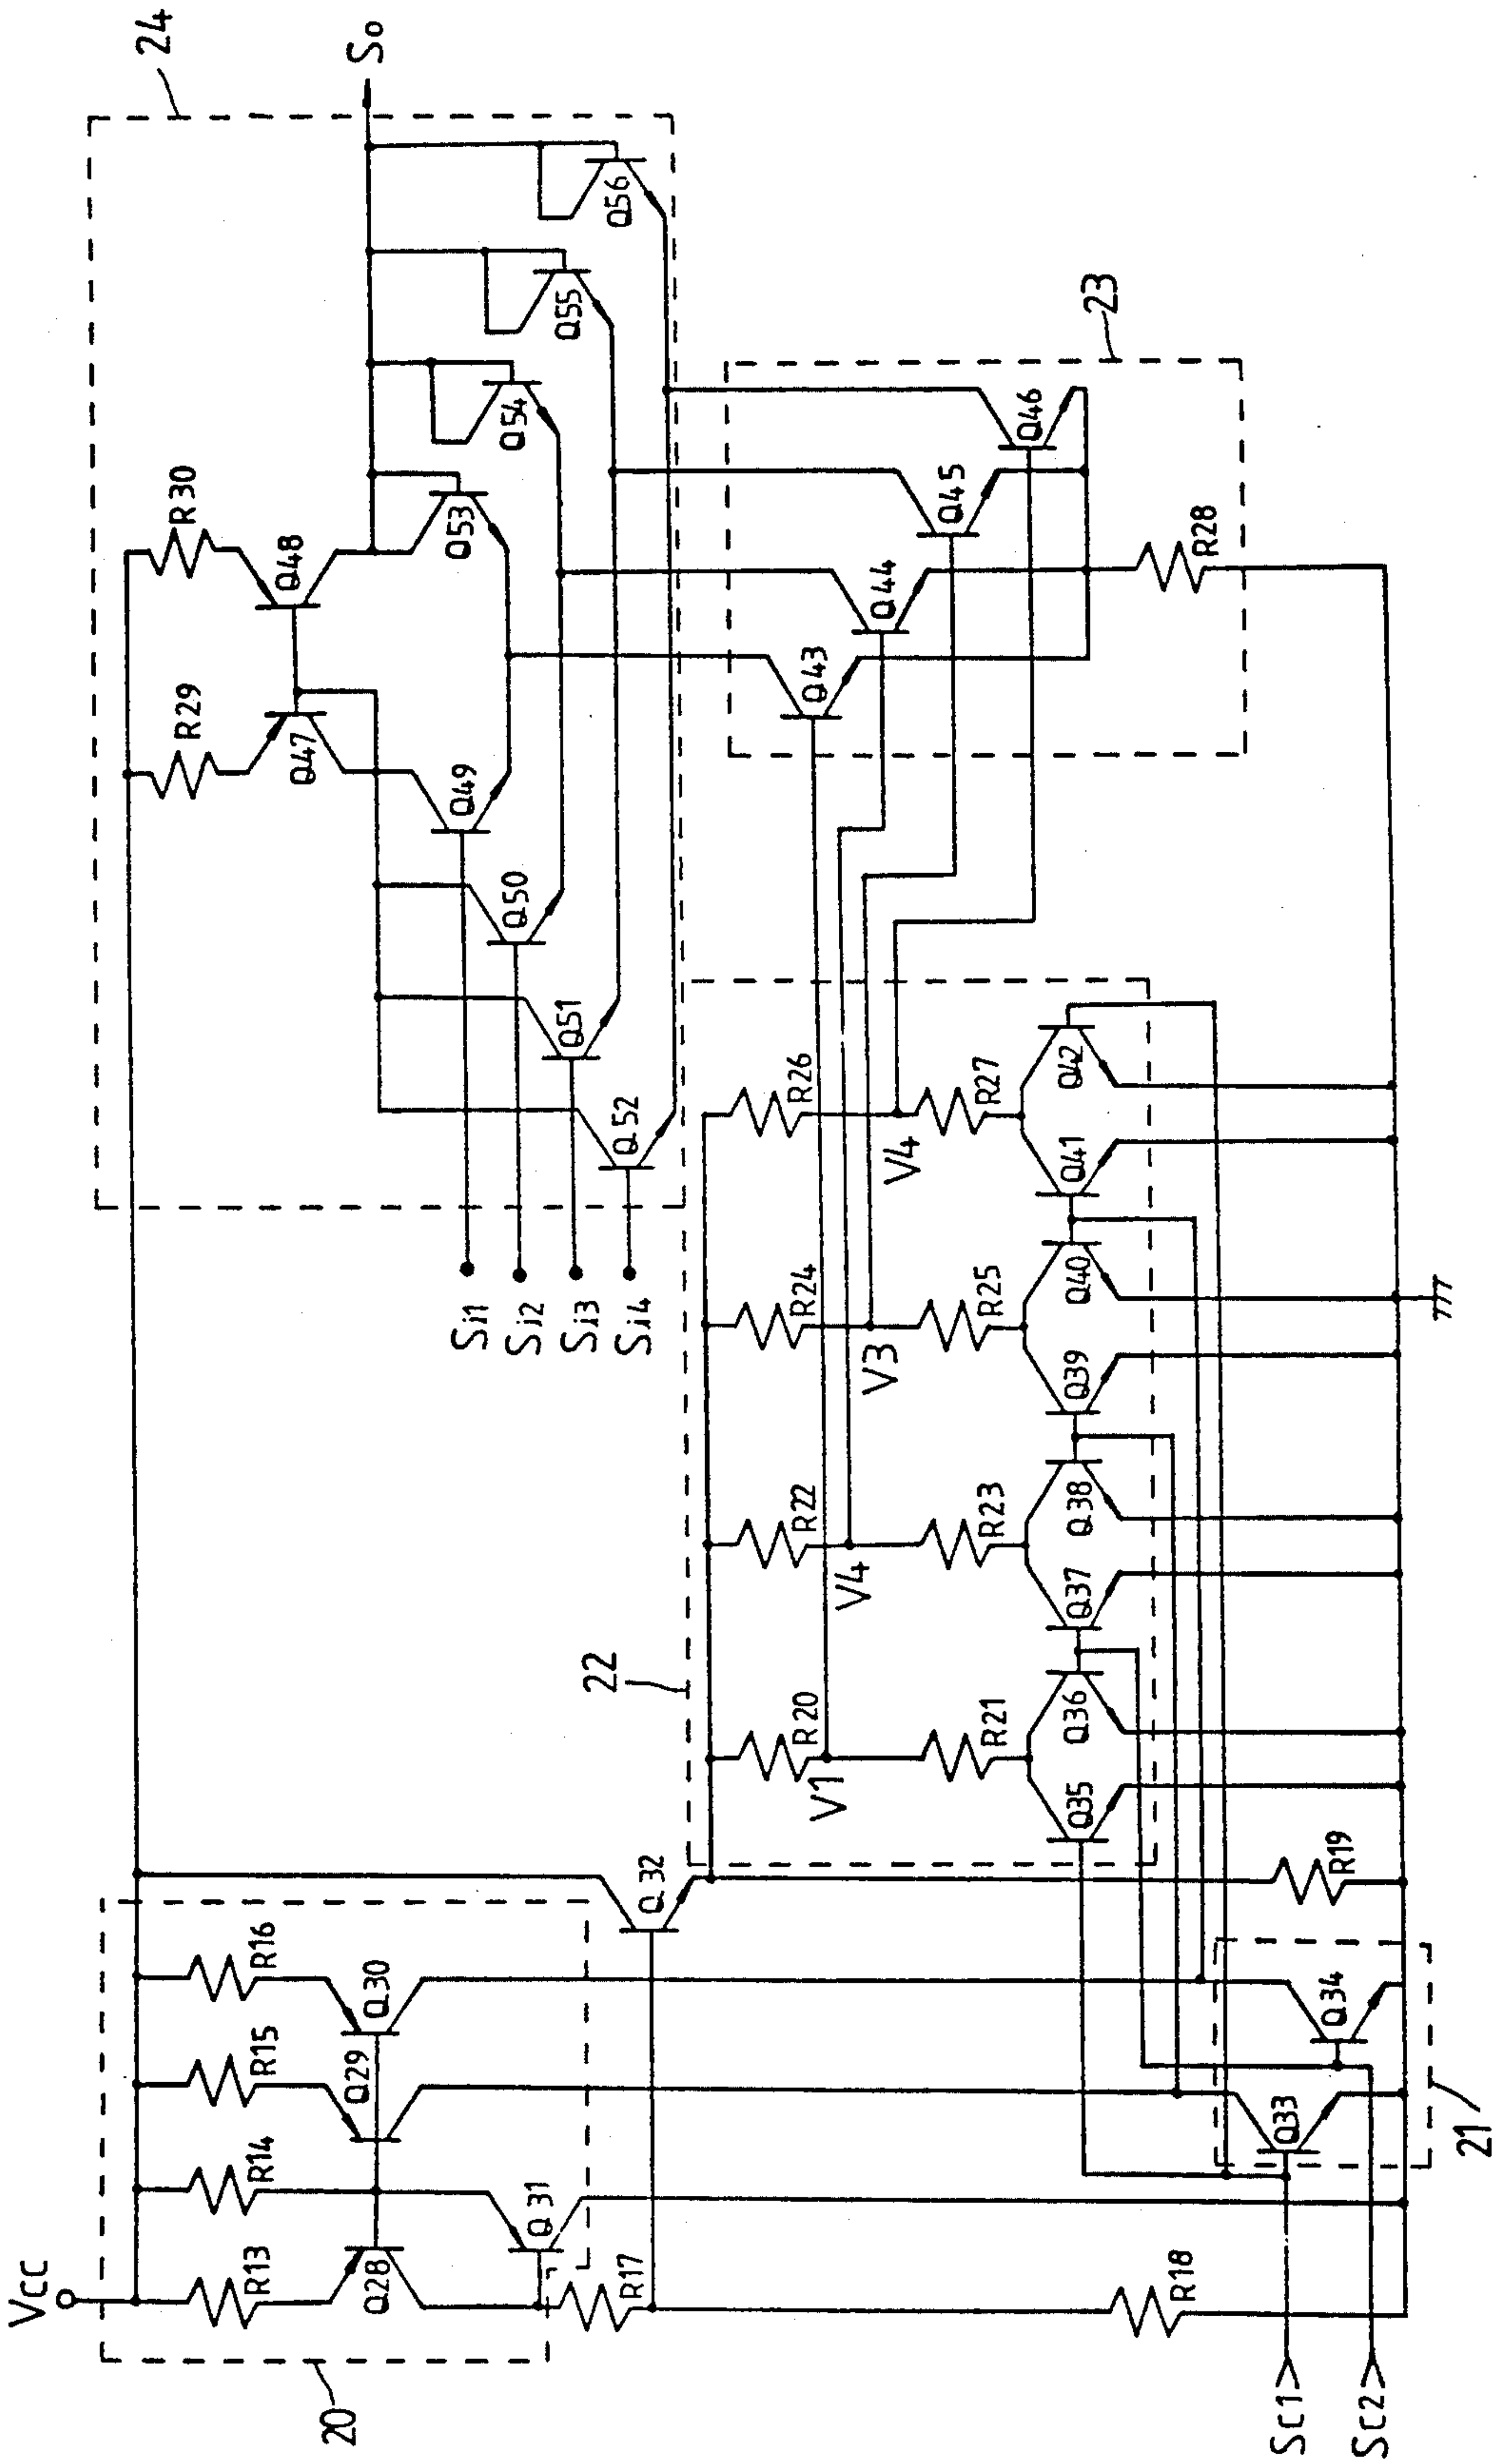 24
So
R30
R29
Q48
Q47
Q53
Q54
Q55
Q56
Q49
Q50
Q51
Q52
Si1
Si2
Si3
Si4
23
Q43
Q44
Q45
Q46
R28
22
R20
R22
R24
R26
V1
V4
V3
V4
R21
R23
R25
R27
Q35
Q36
Q37
Q38
Q39
Q40
Q41
Q42
Vcc
20
R13
R14
R15
R16
Q28
Q29
Q30
Q31
Q32
R17
R18
R19
Q33
Q34
21
SC1
SC2